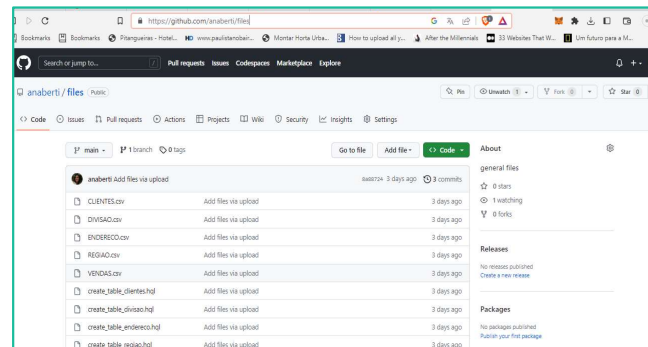 https://github.com/anaberti/files
Bookmarks Bookmarks Pitangueiras - Hotel... www.paulistanobair... Montar Horta Urba... How to upload all y... After the Millennials 33 Websites That W... Um futuro para a M...
Search or jump to... / Pull requests Issues Codespaces Marketplace Explore
anaberti / files Public Pin Unwatch 1 Fork 0 Star 0
Code Issues Pull requests Actions Projects Wiki Security Insights Settings
main 1 branch 0 tags Go to file Add file Code About
general files
anaberti Add files via upload 3 days ago 3 commits
0 stars
CLIENTES.csv Add files via upload 3 days ago
1 watching
DIVISAO.csv Add files via upload 3 days ago
0 forks
ENDERECO.csv Add files via upload 3 days ago
REGIAO.csv Add files via upload 3 days ago
Releases
VENDAS.csv Add files via upload 3 days ago
No releases published
Create a new release
create_table_clientes.hql Add files via upload 3 days ago
create_table_divisao.hql Add files via upload 3 days ago
Packages
create_table_endereco.hql Add files via upload 3 days ago
No packages published
Publish your first package
create_table_regiao.hql Add files via upload 3 days ago